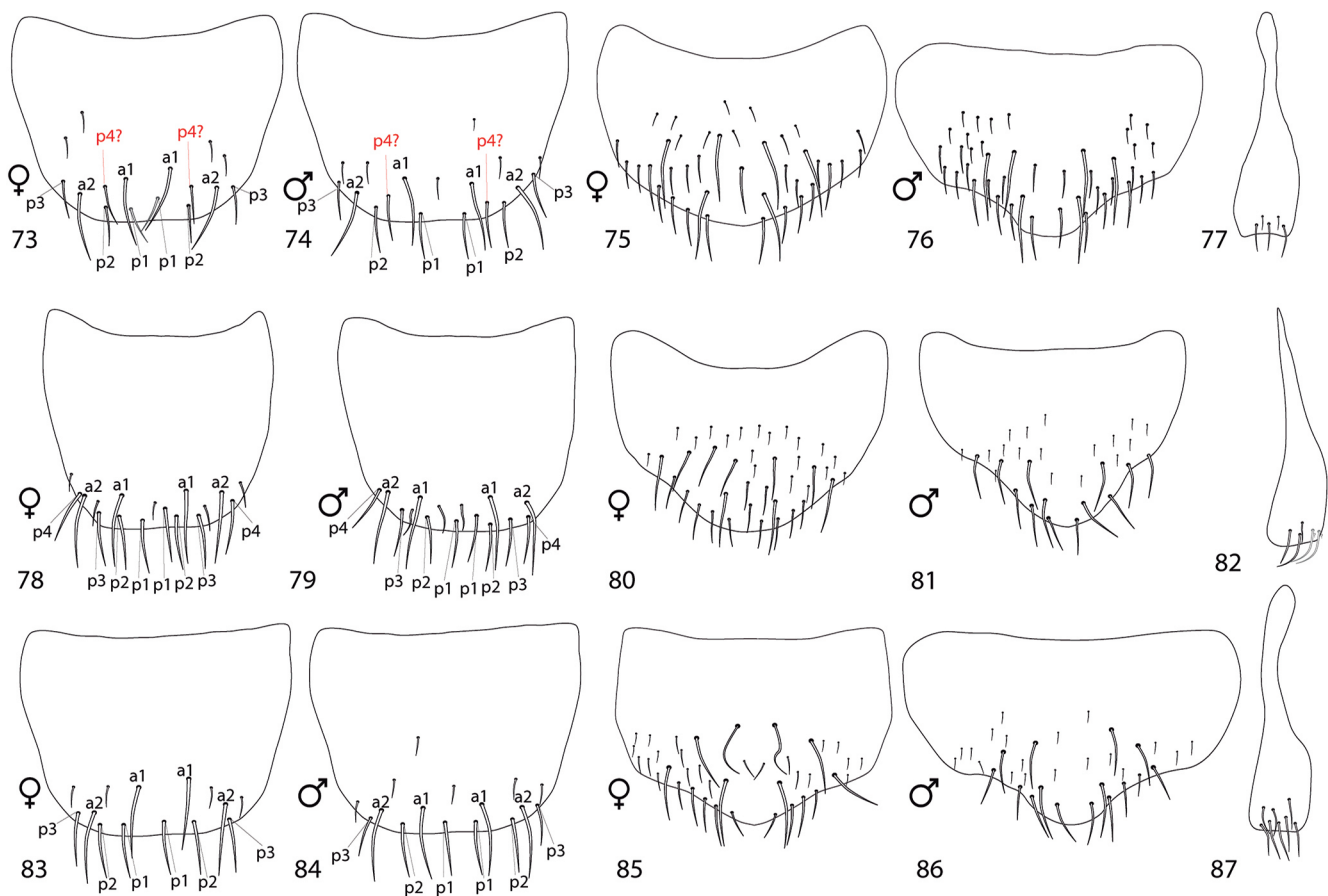 p4? p4?
a1 a1
♀ p3 a2 a2 p3
73 p2 p1 p1 p2
p4? p4?
a1 a1
♂ p3 a2 a2 p3
74 p2 p1 p1 p2
♀ 75
♂ 76
77
♀ a2 a1 a1 a2
p4 p4
78 p3 p2 p1 p1 p2 p3
♂ a2 a1 a1 a2
p4 p4
79 p3 p2 p1 p1 p2 p3
♀ 80
♂ 81
82
a1 a1
♀ a2 a2
p3 p3
83 p2 p1 p1 p2
♂ a2 a1 a1 a2
p3 p3
84 p2 p1 p1 p2
♀ 85
♂ 86
87